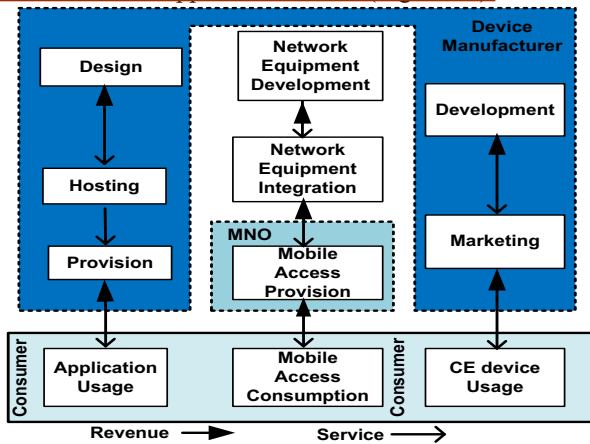 Device
Manufacturer
Design
Network
Equipment
Development
Development
Hosting
Network
Equipment
Integration
MNO
Provision
Mobile
Access
Provision
Marketing
Consumer
Application
Usage
Mobile
Access
Consumption
Consumer
CE device
Usage
Revenue
Service